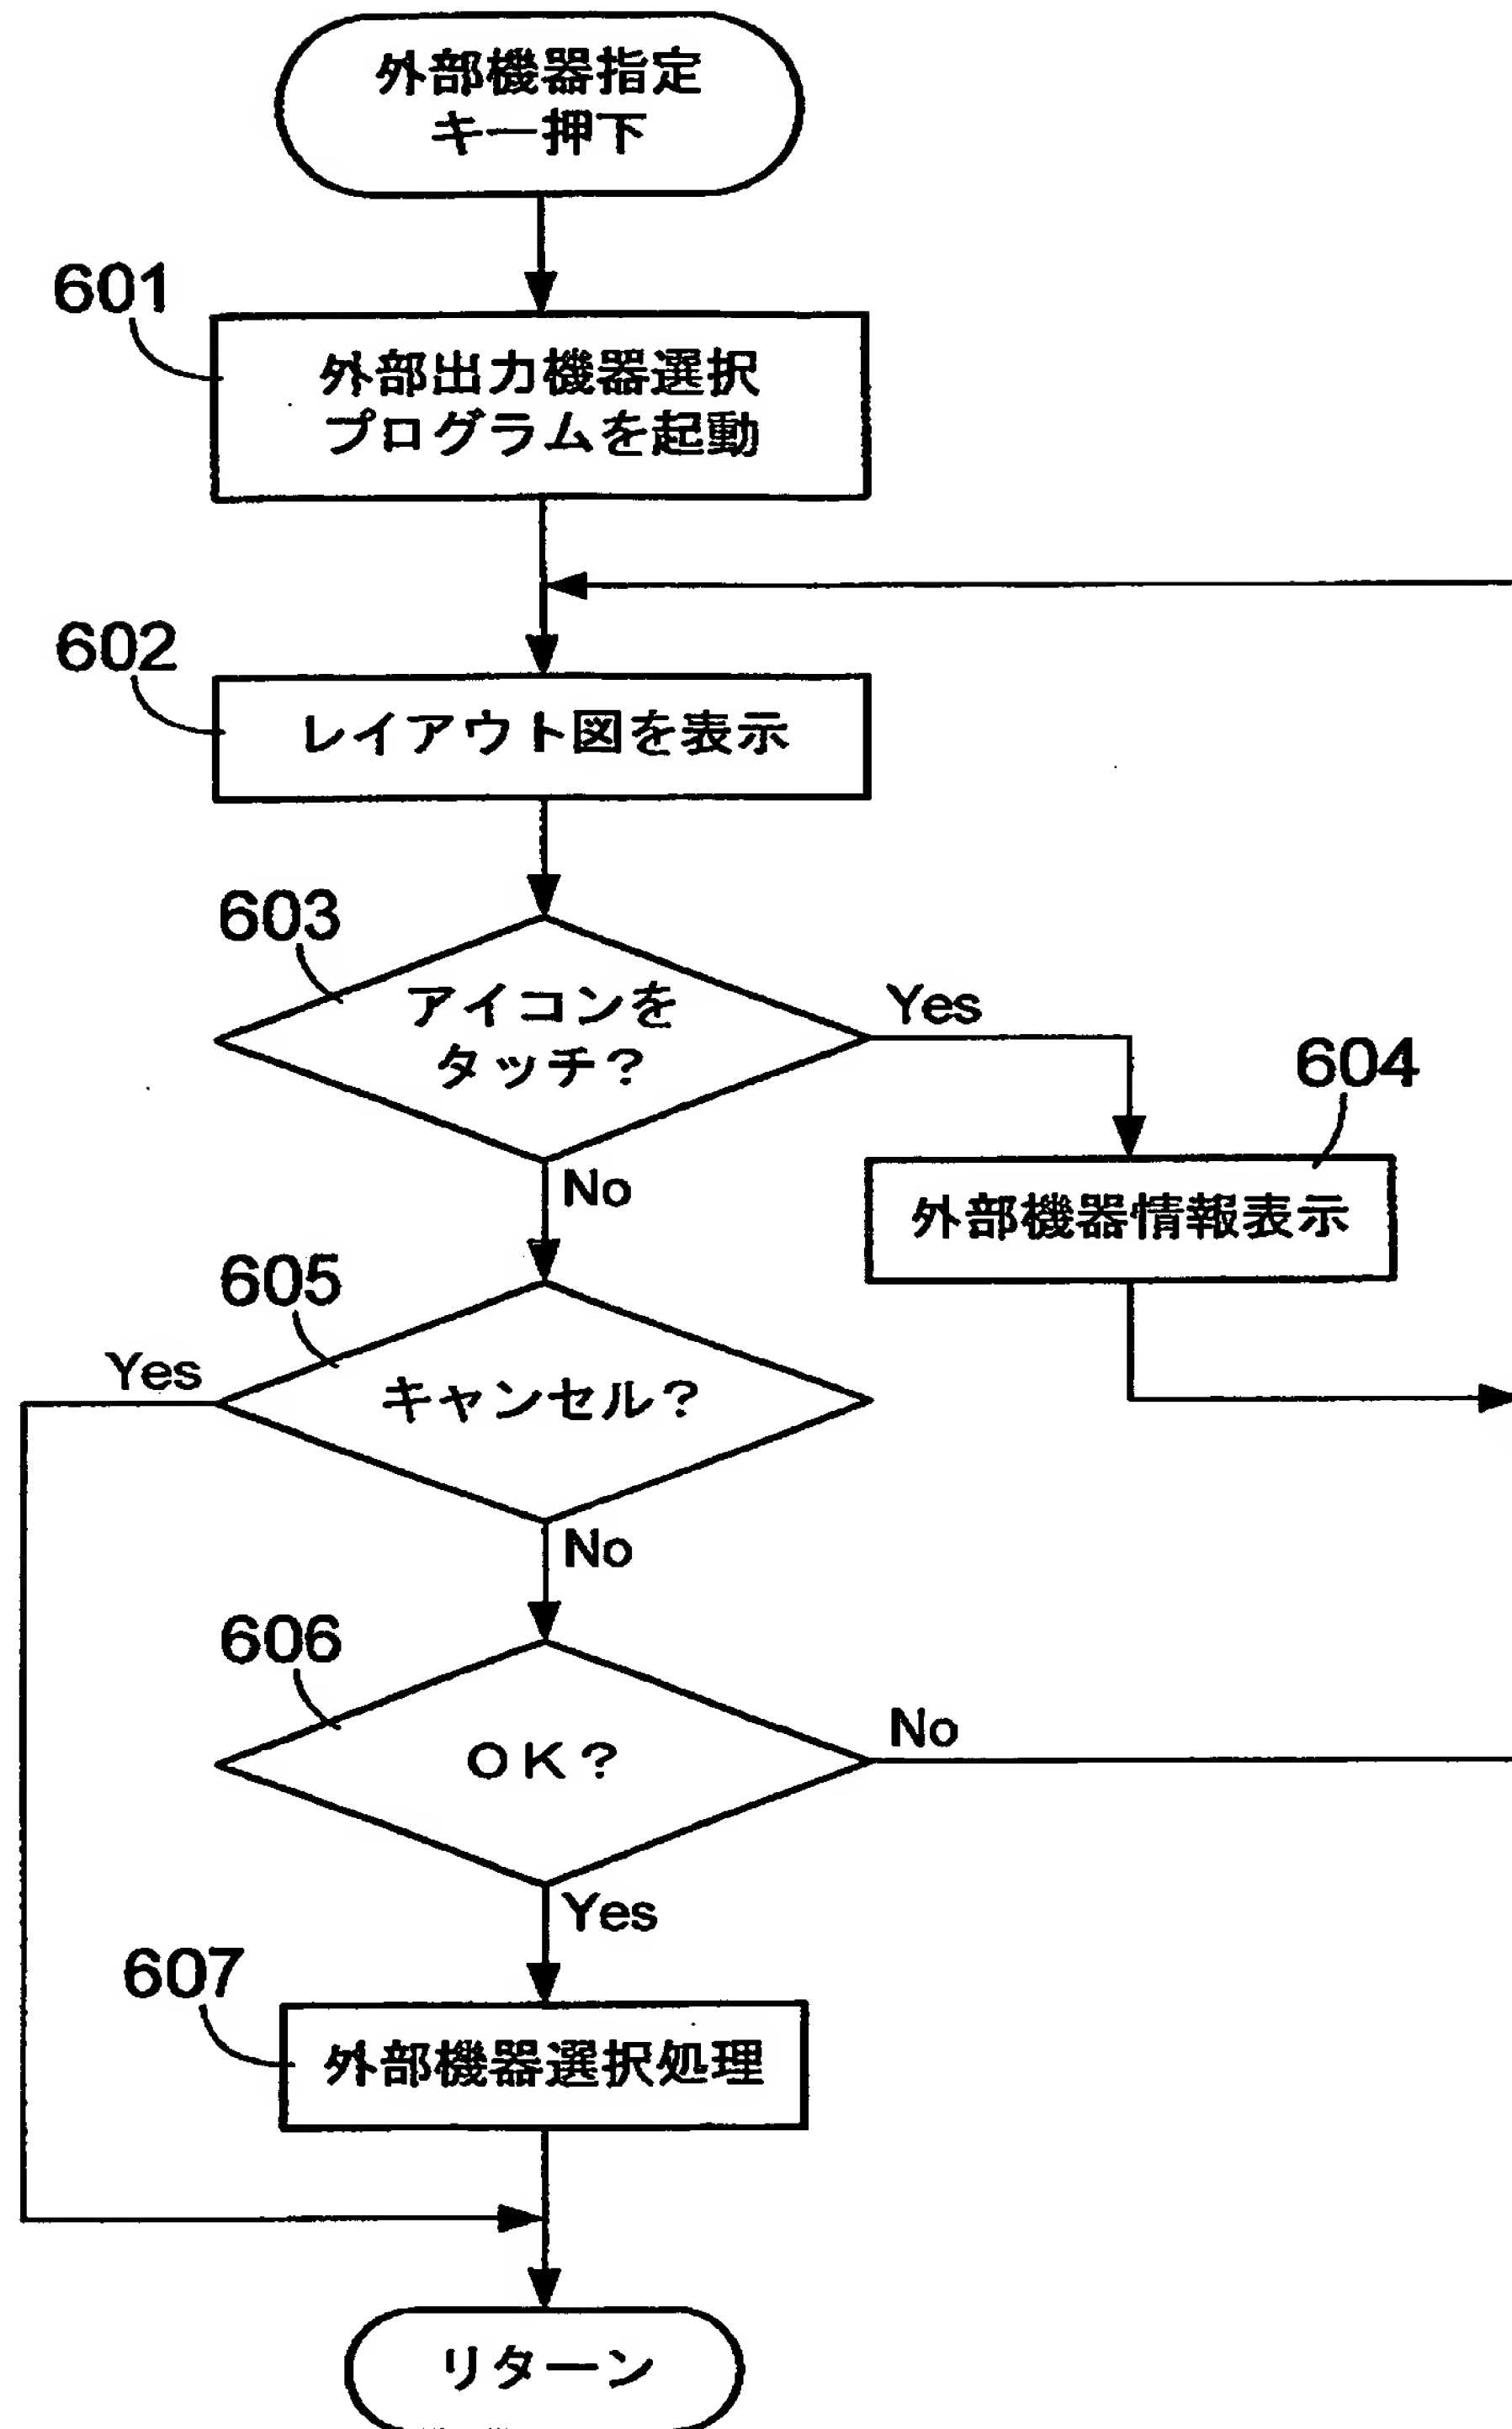 外部機器指定
キー押下
601
外部出力機器選択
プログラムを起動
602
レイアウト図を表示
603
アイコンを
タッチ？
Yes
604
No
外部機器情報表示
605
Yes
キャンセル？
No
606
OK？
No
Yes
607
外部機器選択処理
リターン